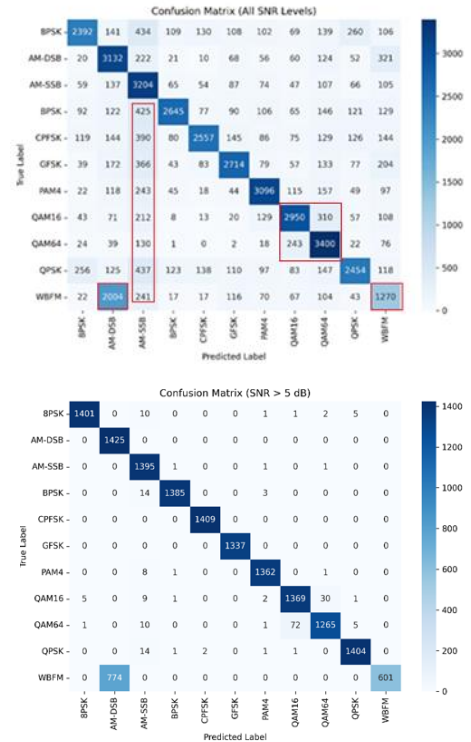 Confusion Matrix (All SNR Levels)
8PSK - 2392 141 434 109 130 108 102 69 139 260 106
AM-DSB - 20 3132 222 21 10 68 56 60 124 52 321
AM-SSB - 59 137 3204 65 54 87 74 47 107 66 105
BPSK - 92 122 425 2645 77 90 106 65 146 121 129
CPFSK - 119 144 390 80 2557 145 86 75 129 126 144
GFSK - 39 172 366 43 83 2714 79 57 133 77 204
PAM4 - 22 118 243 45 18 44 3096 115 157 49 97
QAM16 - 43 71 212 8 13 20 129 2950 310 57 108
QAM64 - 24 39 130 1 0 2 18 243 3400 22 76
QPSK - 256 125 437 123 138 110 97 83 147 2454 118
WBFM - 22 2004 241 17 17 116 70 67 104 43 1270
8PSK AM-DSB AM-SSB BPSK CPFSK GFSK PAM4 QAM16 QAM64 QPSK WBFM
Predicted Label
True Label
3000
2500
2000
1500
1000
500
0
Confusion Matrix (SNR > 5 dB)
8PSK - 1401 0 10 0 0 0 1 1 2 5 0
AM-DSB - 0 1425 0 0 0 0 0 0 0 0 0
AM-SSB - 0 0 1395 1 0 0 1 0 1 0 0
BPSK - 0 0 14 1385 0 0 3 0 0 0 0
CPFSK - 0 0 0 0 1409 0 0 0 0 0 0
GFSK - 0 0 0 0 0 1337 0 0 0 0 0
PAM4 - 0 0 8 1 0 0 1362 0 1 0 0
QAM16 - 5 0 9 1 0 0 2 1369 30 1 0
QAM64 - 1 0 10 0 0 0 1 72 1265 5 0
QPSK - 0 0 14 1 2 0 1 1 0 1404 0
WBFM - 0 774 0 0 0 0 0 0 0 0 601
8PSK AM-DSB AM-SSB BPSK CPFSK GFSK PAM4 QAM16 QAM64 QPSK WBFM
Predicted Label
True Label
1400
1200
1000
800
600
400
200
0